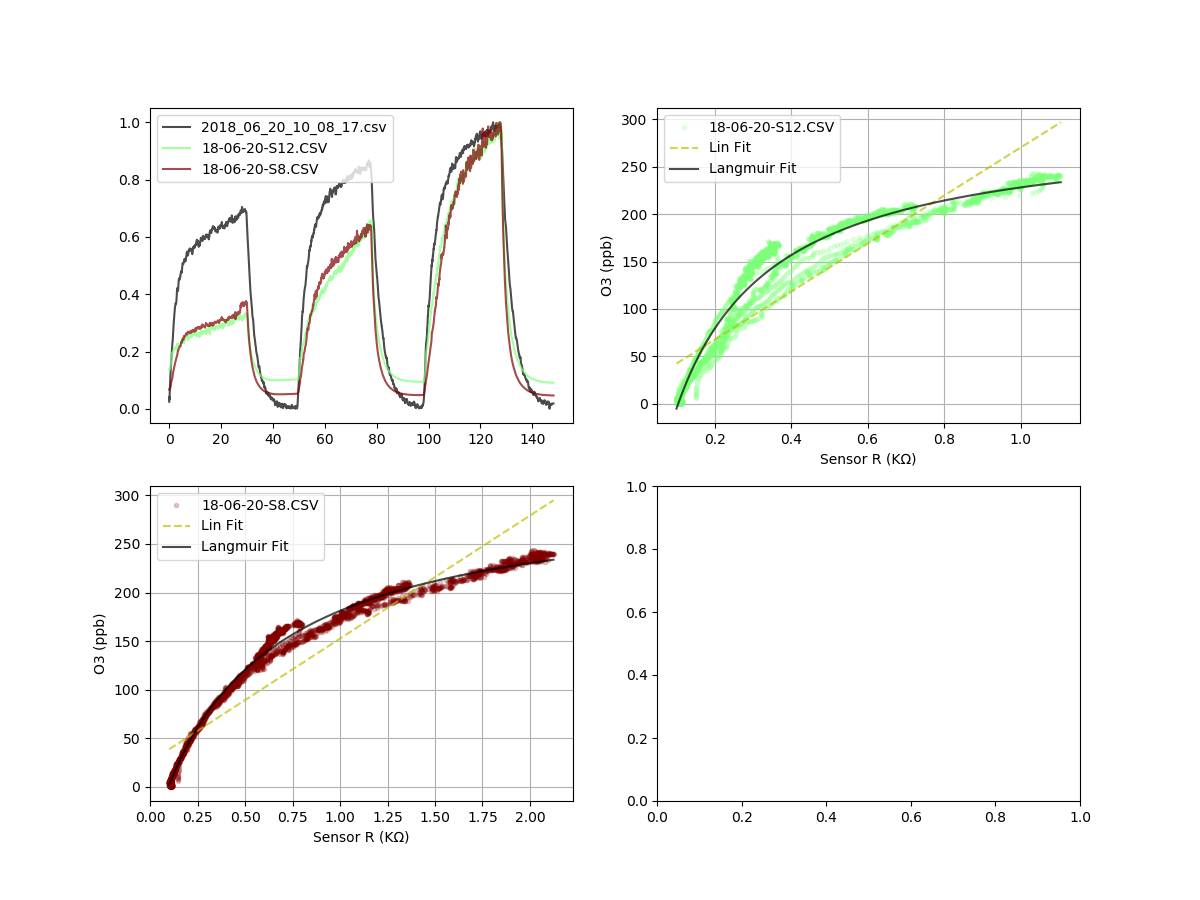 1.0
0.8
0.6
0.4
0.2
0.0
0 20 40 60 80 100 120 140
2018_06_20_10_08_17.csv
18-06-20-S12.CSV
18-06-20-S8.CSV
300
250
200
150
100
50
0
O3 (ppb)
0.2 0.4 0.6 0.8 1.0
Sensor R (KΩ)
18-06-20-S12.CSV
Lin Fit
Langmuir Fit
300
250
200
150
100
50
0
O3 (ppb)
0.00 0.25 0.50 0.75 1.00 1.25 1.50 1.75 2.00
Sensor R (KΩ)
18-06-20-S8.CSV
Lin Fit
Langmuir Fit
1.0
0.8
0.6
0.4
0.2
0.0
0.0 0.2 0.4 0.6 0.8 1.0